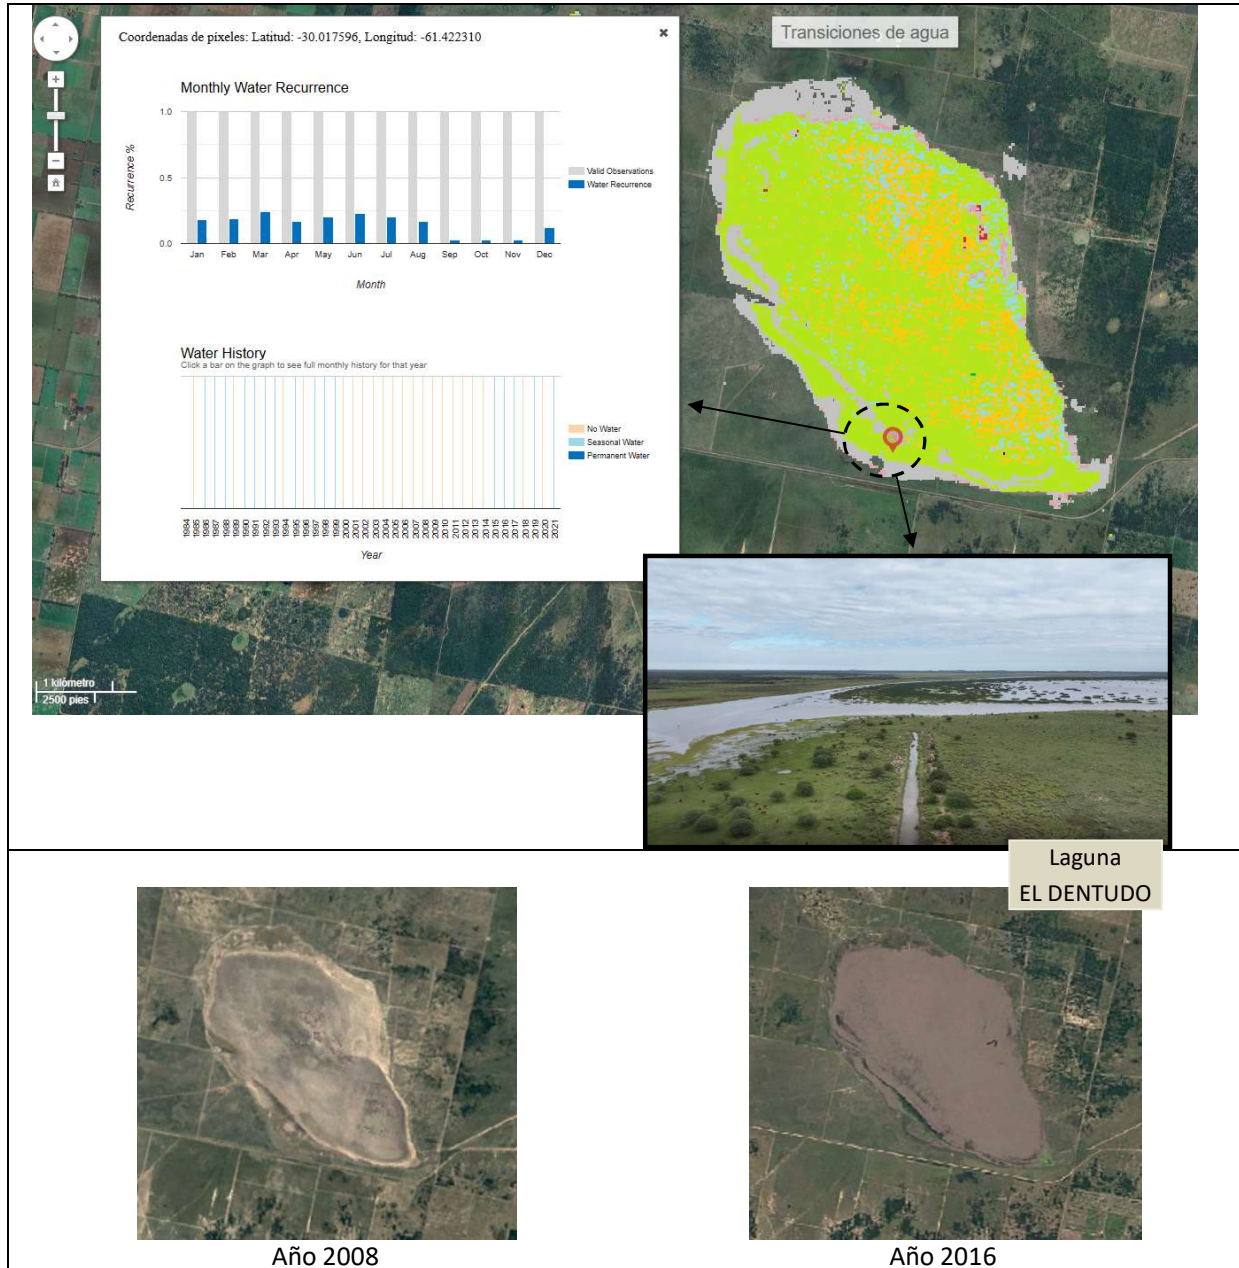 Coordenadas de píxeles: Latitud: -30.017596, Longitud: -61.422310
×
Transiciones de agua
Monthly Water Recurrence
1.0
0.5
0.0
Recurrence %
Jan Feb Mar Apr May Jun Jul Aug Sep Oct Nov Dec
Month
Valid Observations
Water Recurrence
Water History
Click a bar on the graph to see full monthly history for that year
No Water
Seasonal Water
Permanent Water
1984 1985 1986 1987 1988 1989 1990 1991 1992 1993 1994 1995 1996 1997 1998 1999 2000 2001 2002 2003 2004 2005 2006 2007 2008 2009 2010 2011 2012 2013 2014 2015 2016 2017 2018 2019 2020 2021
Year
1 kilómetro
2500 pies
Laguna
EL DENTUDO
Año 2008
Año 2016